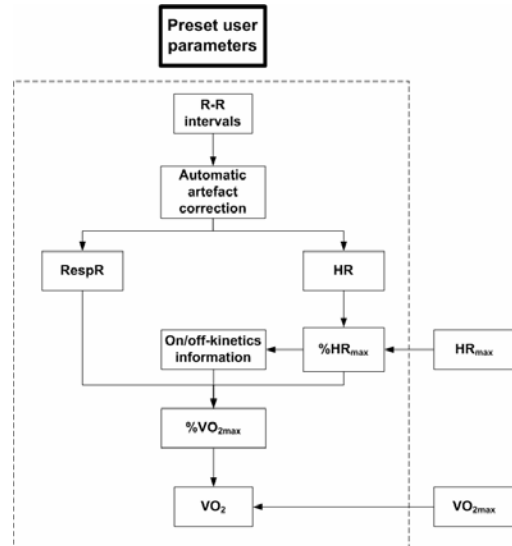 Preset user
parameters
R-R
intervals
Automatic
artefact
correction
RespR
HR
On/off-kinetics
information
%HRmax
HRmax
%VO2max
VO2
VO2max